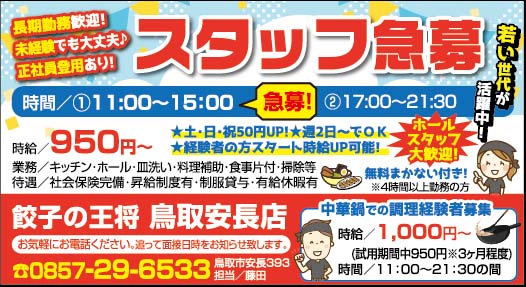 長期勤務歓迎!
未経験でも大丈夫♪
正社員登用あり!
スタッフ急募
若い世代が
活躍中!
時間/①11:00〜15:00 急募! ②17:00〜21:30
時給/950円〜
★土・日・祝50円UP!★週2日〜でOK
★経験者の方スタート時給UP可能!
ホール
スタッフ
大歓迎!
業務/キッチン・ホール・皿洗い・料理補助・食事片付・掃除等
待遇/社会保険完備・昇給制度有・制服貸与・有給休暇有
無料まかない付き!
※4時間以上勤務の方
餃子の王将 鳥取安長店
お気軽にお電話ください。追って面接日時をお知らせ致します。
☎0857-29-6533
鳥取市安長393
担当/藤田
中華鍋での調理経験者募集
時給/1,000円〜
(試用期間中950円※3ヶ月程度)
時間/11:00〜21:30の間